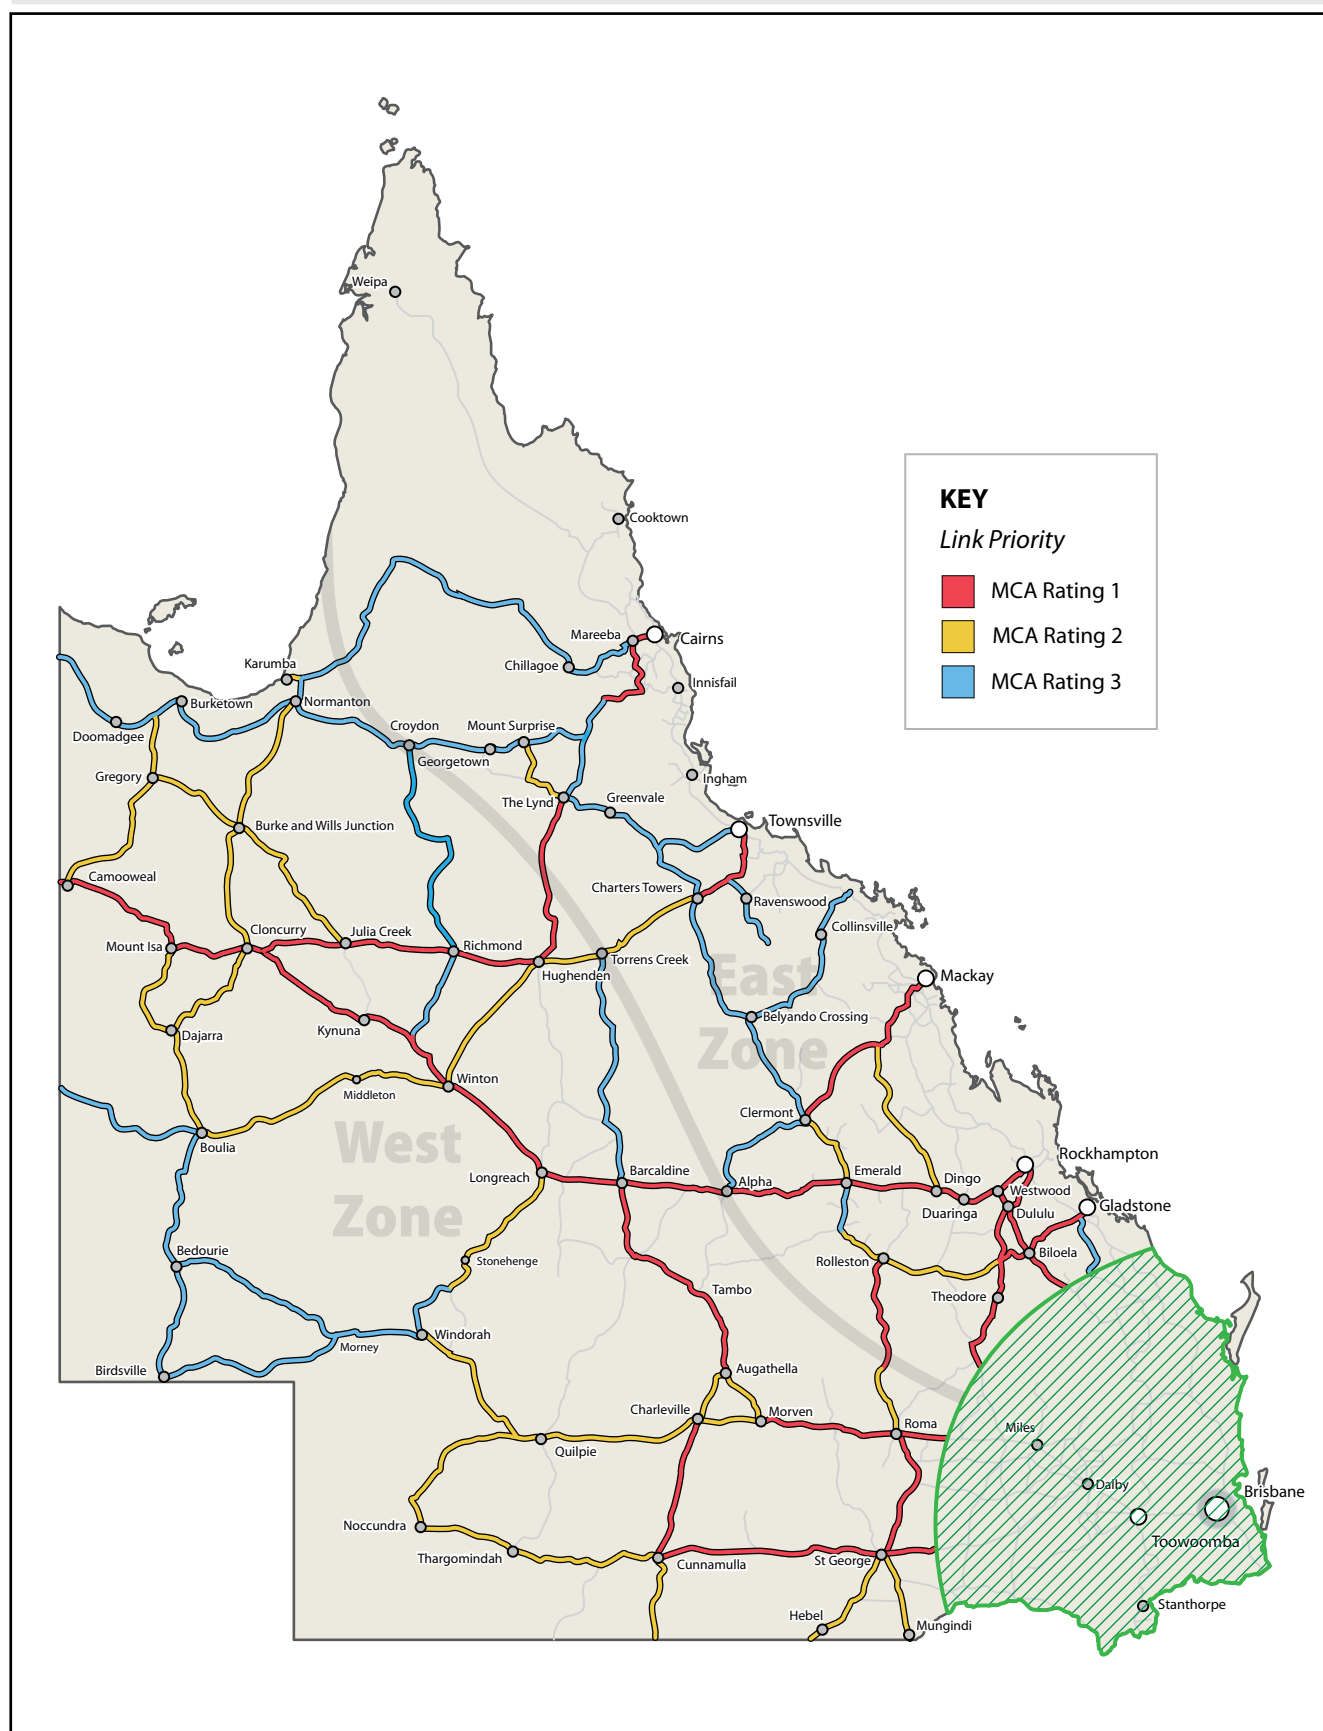 Weipa
KEY
Link Priority
MCA Rating 1
MCA Rating 2
MCA Rating 3
Cooktown
Mareeba
Cairns
Karumba
Chillagoe
Innisfail
Burketown
Normanton
Doomadgee
Croydon
Mount Surprise
Georgetown
Gregory
Ingham
The Lynd
Greenvale
Burke and Wills Junction
Townsville
Camooweal
Charters Towers
Ravenswood
Collinsville
Mount Isa
Cloncurry
Julia Creek
Richmond
Hughenden
Torrens Creek
East
Zone
Mackay
Belyando Crossing
Kynuna
Dajarra
Winton
Middleton
Clermont
West
Zone
Boulia
Rockhampton
Longreach
Barcaldine
Alpha
Emerald
Dingo
Westwood
Duaringa
Dululu
Gladstone
Bedourie
Stonehenge
Rolleston
Biloela
Tambo
Theodore
Windorah
Morney
Birdsville
Augathella
Charleville
Morven
Roma
Miles
Quilpie
Dalby
Brisbane
Noccundra
Thargomindah
Cunnamulla
St George
Toowoomba
Hebel
Mungindi
Stanthorpe